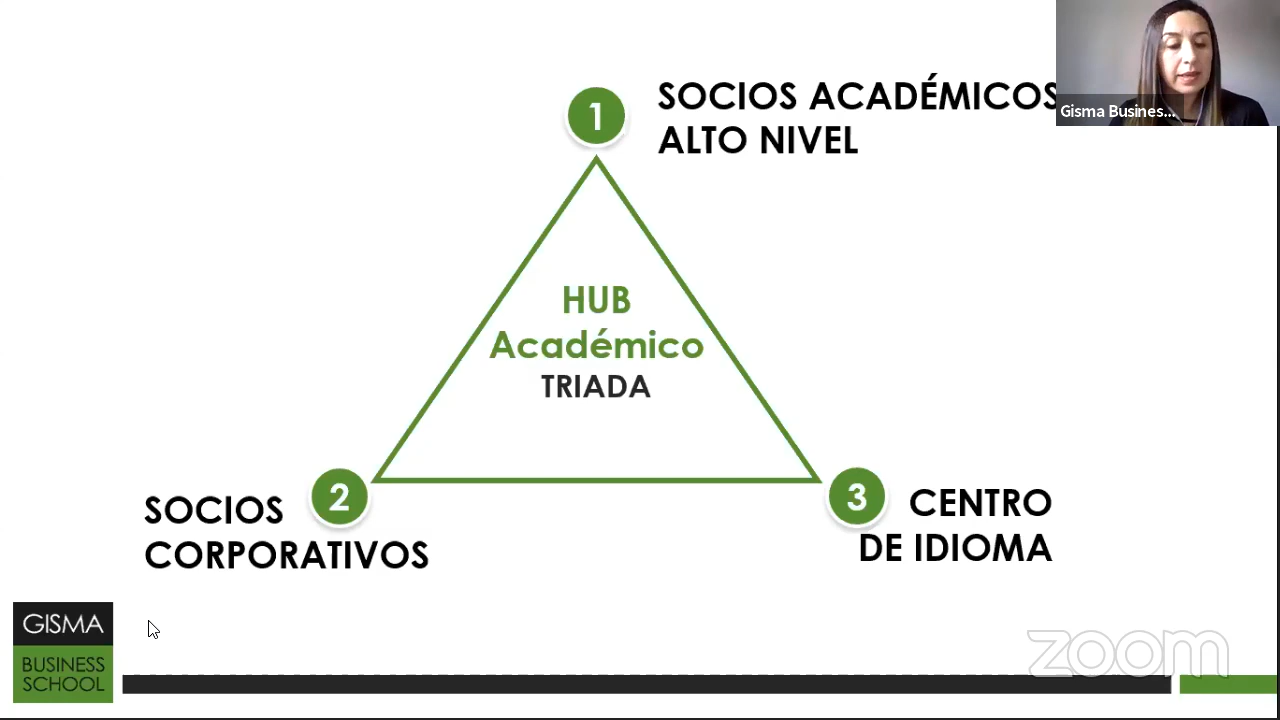 1
SOCIOS ACADÉMICOS
ALTO NIVEL
Gisma Busines...
HUB
Académico
TRIADA
2
SOCIOS
CORPORATIVOS
3
CENTRO
DE IDIOMA
GISMA
BUSINESS
SCHOOL
zoom